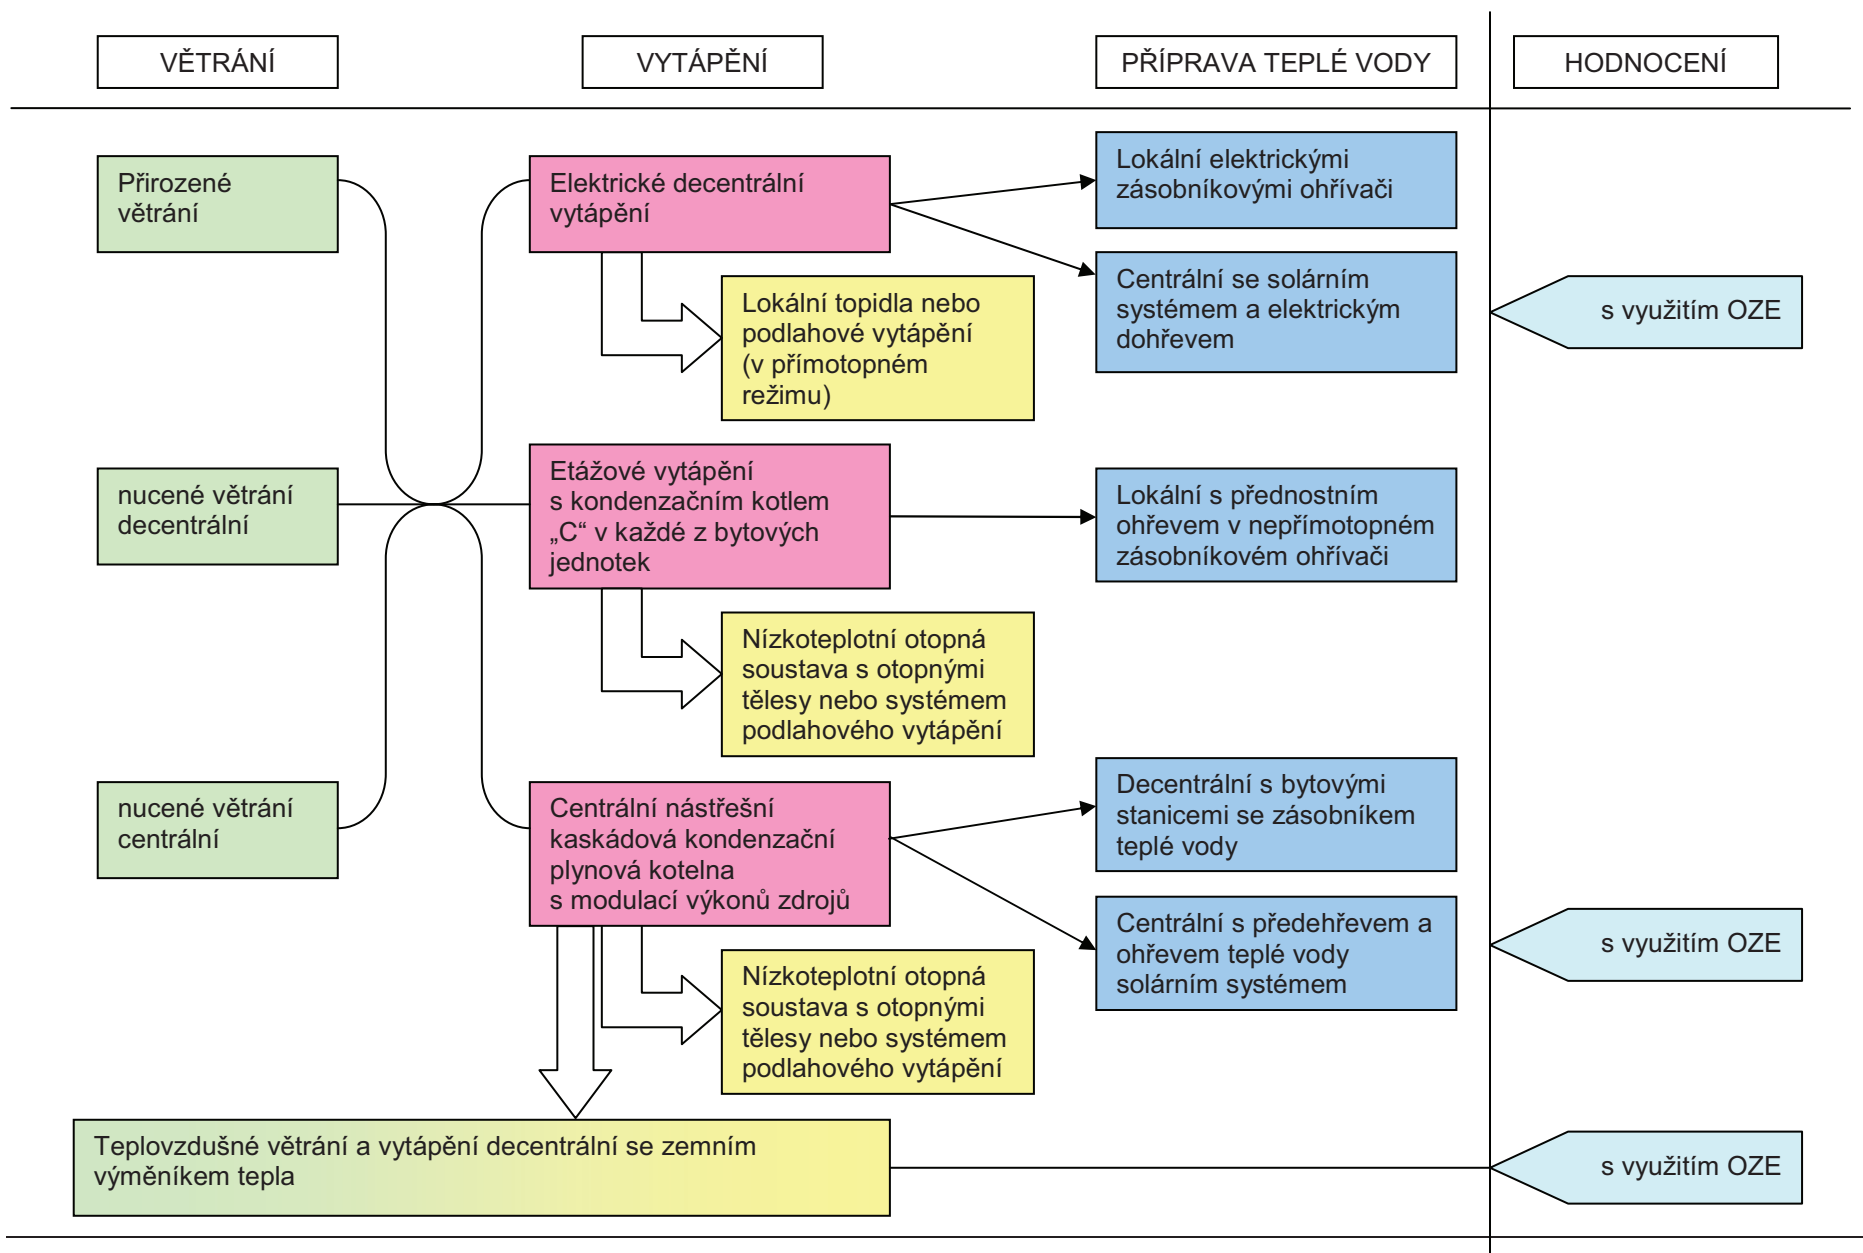 VĚTRÁNÍ
VYTÁPĚNÍ
PŘÍPRAVA TEPLÉ VODY
HODNOCENÍ
Přirozené
větrání
Elektrické decentrální
vytápění
Lokální elektrickými
zásobníkovými ohřívači
Centrální se solárním
systémem a elektrickým
dohřevem
s využitím OZE
Lokální topidla nebo
podlahové vytápění
(v přímotopném
režimu)
nucené větrání
decentrální
Etážové vytápění
s kondenzačním kotlem
„C“ v každé z bytových
jednotek
Lokální s přednostním
ohřevem v nepřímotopném
zásobníkovém ohřívači
Nízkoteplotní otopná
soustava s otopnými
tělesy nebo systémem
podlahového vytápění
nucené větrání
centrální
Centrální nástřešní
kaskádová kondenzační
plynová kotelna
s modulací výkonů zdrojů
Decentrální s bytovými
stanicemi se zásobníkem
teplé vody
Centrální s předehřevem a
ohřevem teplé vody
solárním systémem
s využitím OZE
Nízkoteplotní otopná
soustava s otopnými
tělesy nebo systémem
podlahového vytápění
Teplovzdušné větrání a vytápění decentrální se zemním
výměníkem tepla
s využitím OZE